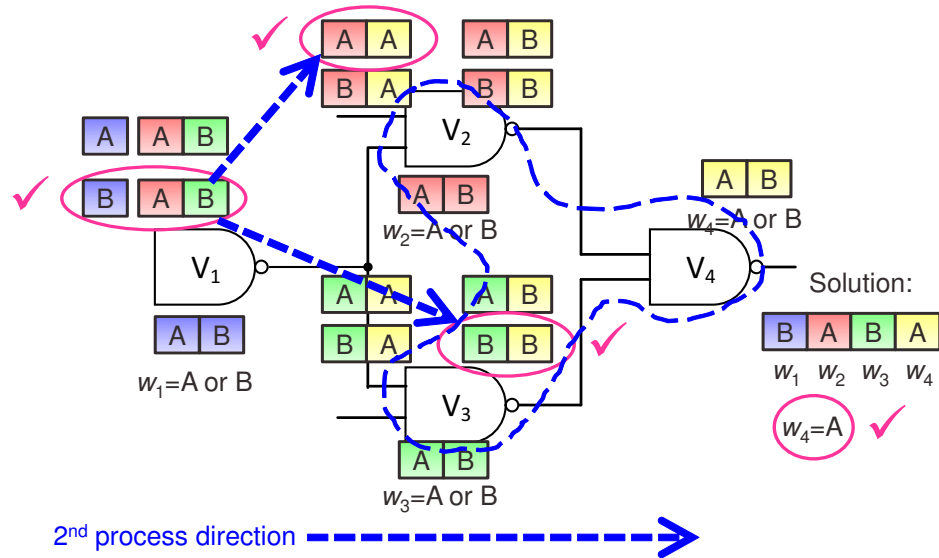 A A A B
B A B B
V2
A A B
B A B
A B
w2=A or B
A B
w4=A or B
V1
V4
A A A B
Solution:
B A B B
B A B A
w1 w2 w3 w4
A B
w1=A or B
V3
w4=A
A B
w3=A or B
2nd process direction